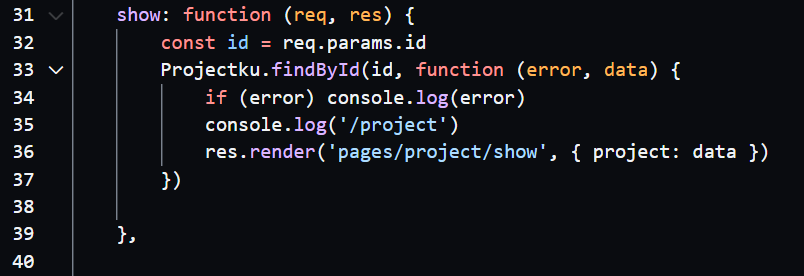 31 show: function (req, res) {
32 const id = req.params.id
33 Projectku.findById(id, function (error, data) {
34 if (error) console.log(error)
35 console.log('/project')
36 res.render('pages/project/show', { project: data })
37 })
38
39 },
40